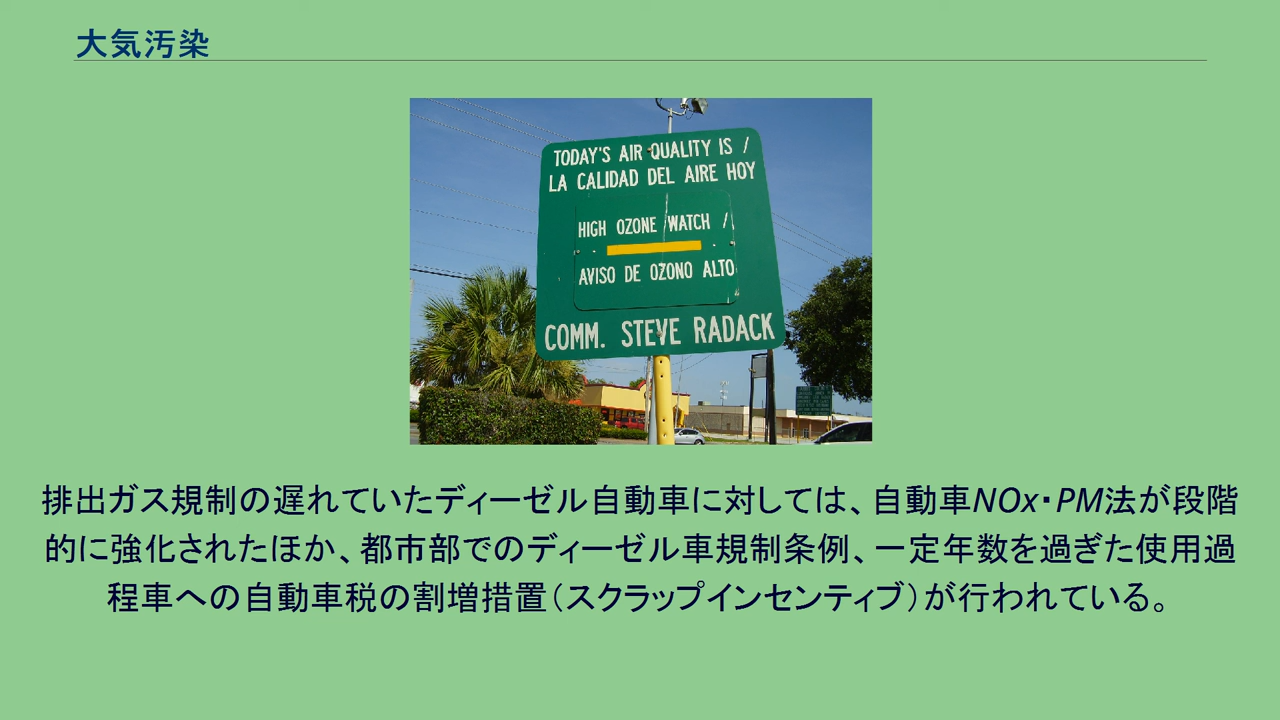 大気汚染
TODAY'S AIR QUALITY IS /
LA CALIDAD DEL AIRE HOY
HIGH OZONE WATCH /
AVISO DE OZONO ALTO
COMM. STEVE RADACK
排出ガス規制の遅れていたディーゼル自動車に対しては、自動車NOx・PM法が段階
的に強化されたほか、都市部でのディーゼル車規制条例、一定年数を過ぎた使用過
程車への自動車税の割増措置（スクラップインセンティブ）が行われている。